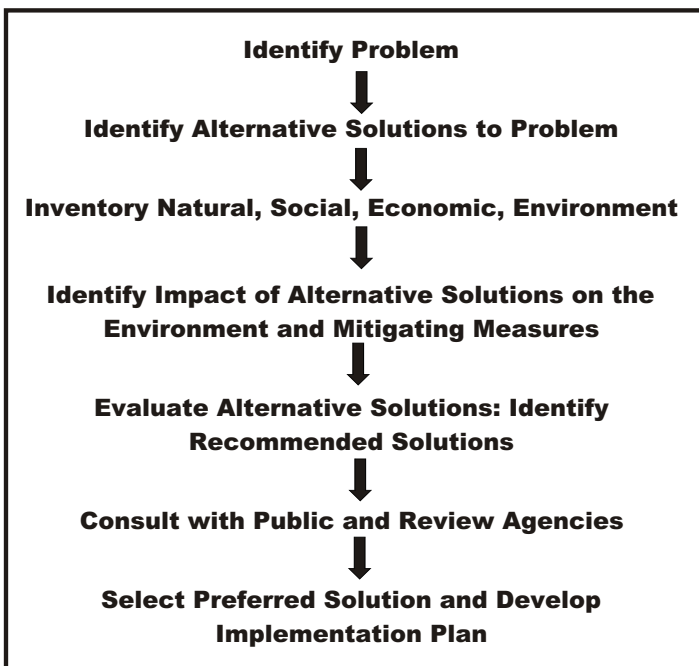 Identify Problem
Identify Alternative Solutions to Problem
Inventory Natural, Social, Economic, Environment
Identify Impact of Alternative Solutions on the
Environment and Mitigating Measures
Evaluate Alternative Solutions: Identify
Recommended Solutions
Consult with Public and Review Agencies
Select Preferred Solution and Develop
Implementation Plan